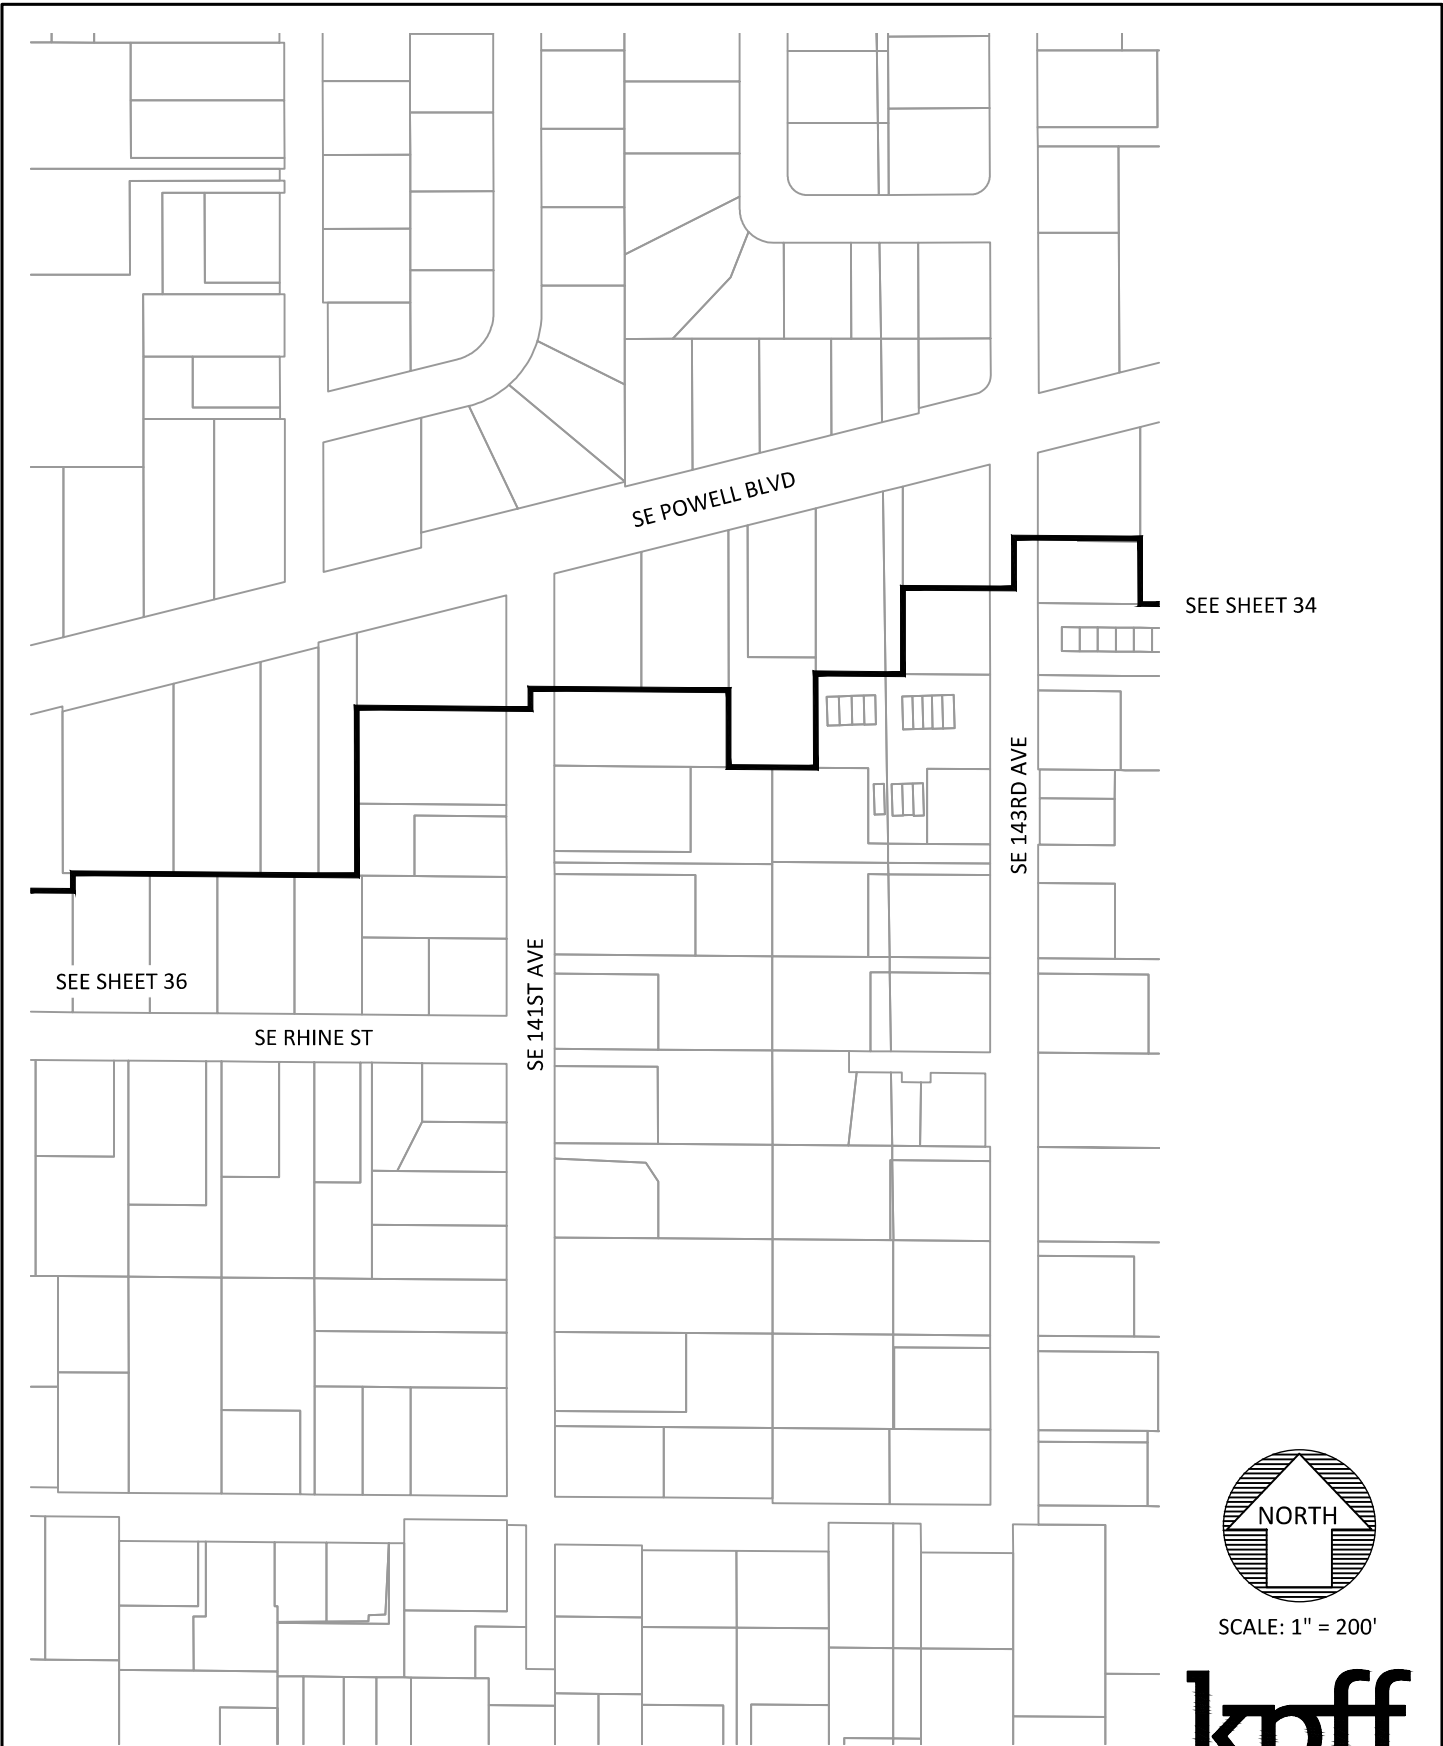 SE POWELL BLVD
SEE SHEET 34
SE 143RD AVE
SE 141ST AVE
SEE SHEET 36
SE RHINE ST
NORTH
SCALE: 1" = 200'
kpff